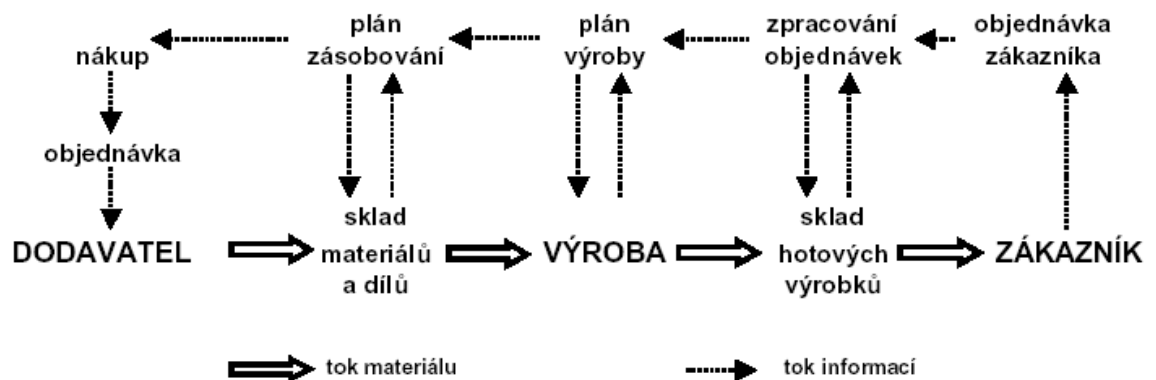 nákup
plán
zásobování
plán
výroby
zpracování
objednávek
objednávka
zákazníka
objednávka
DODAVATEL
sklad
materiálů
a dílů
VÝROBA
sklad
hotových
výrobků
ZÁKAZNÍK
tok materiálu
tok informací